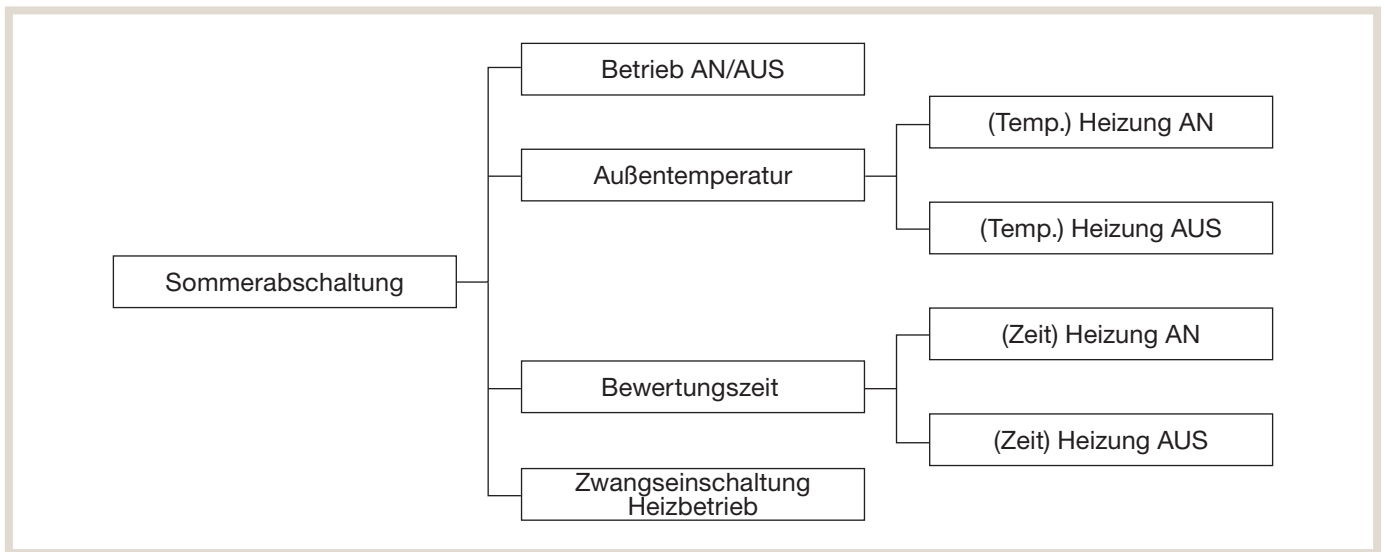 Betrieb AN/AUS
(Temp.) Heizung AN
Außentemperatur
(Temp.) Heizung AUS
Sommerabschaltung
(Zeit) Heizung AN
Bewertungszeit
(Zeit) Heizung AUS
Zwangseinschaltung
Heizbetrieb